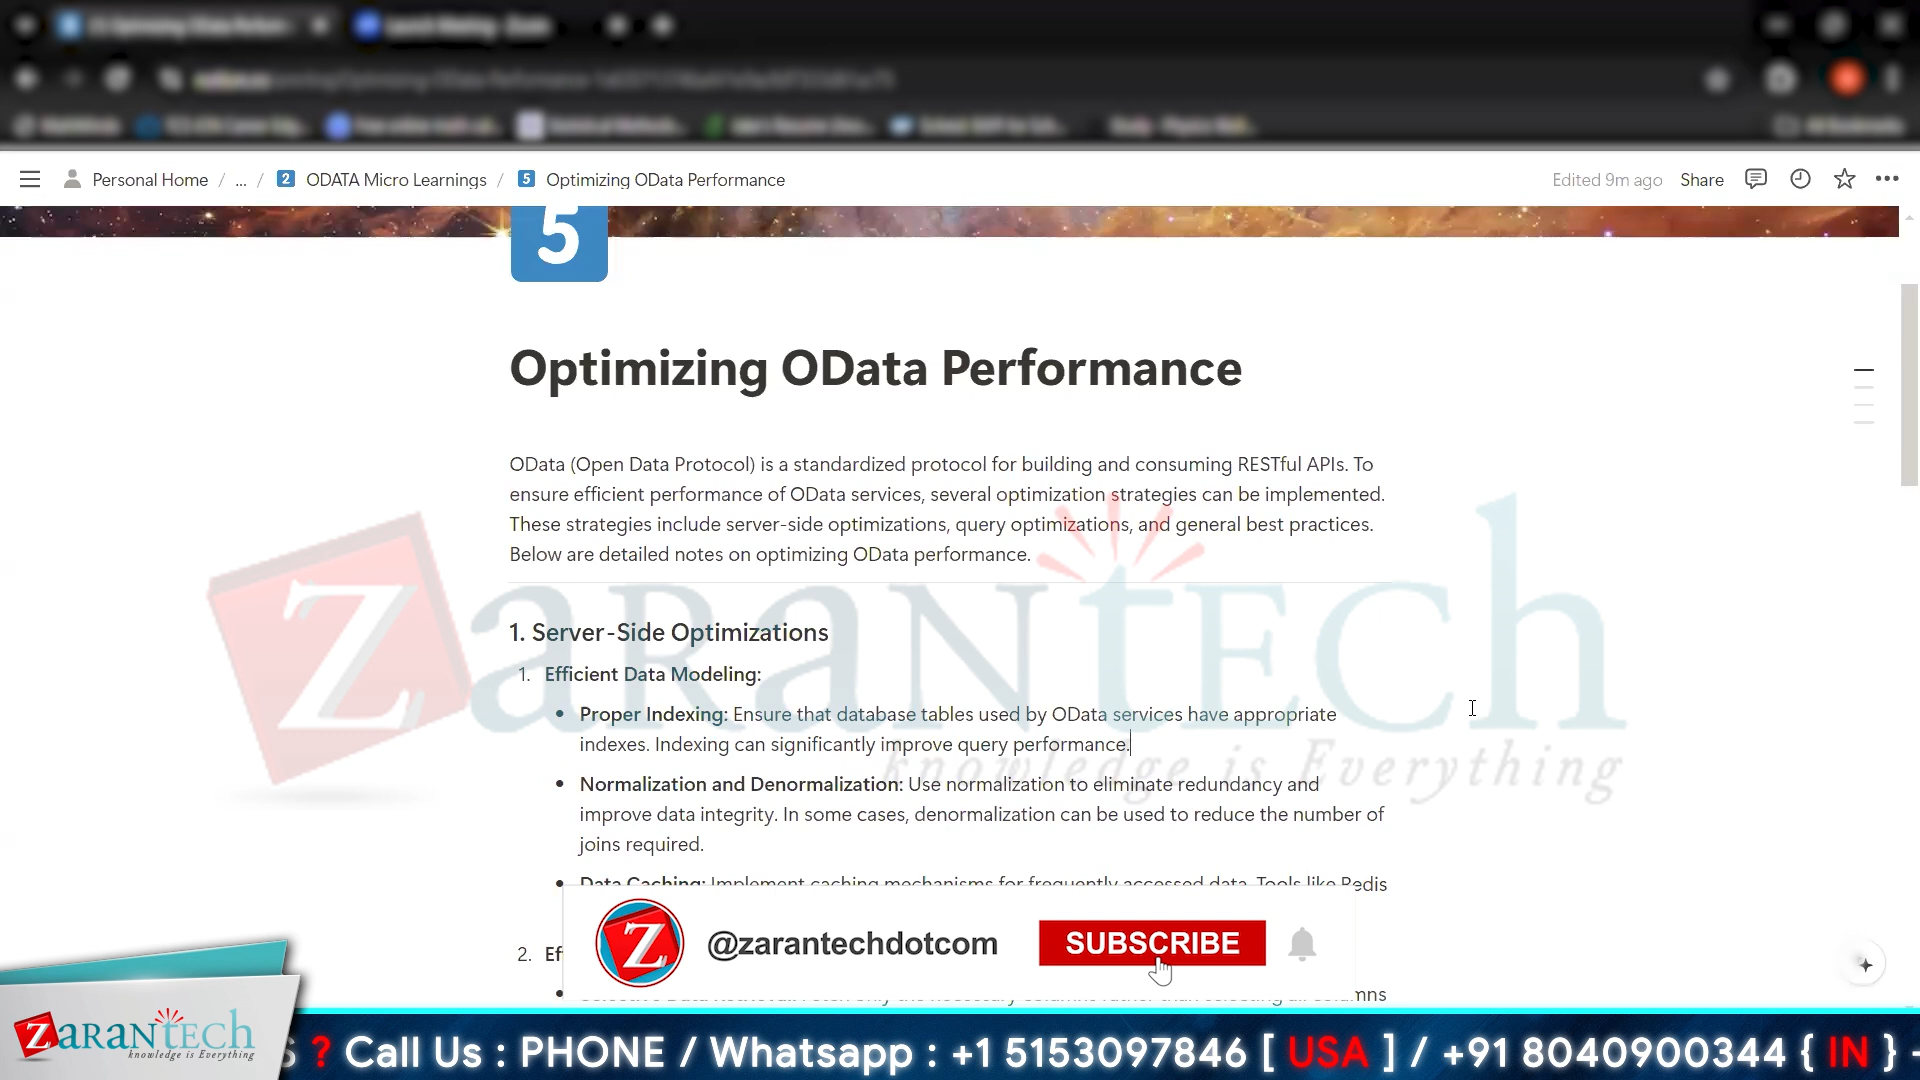 Personal Home / ... / 2 ODATA Micro Learnings / 5 Optimizing OData Performance
Edited 9m ago Share
5
Optimizing OData Performance
OData (Open Data Protocol) is a standardized protocol for building and consuming RESTful APIs. To
ensure efficient performance of OData services, several optimization strategies can be implemented.
These strategies include server-side optimizations, query optimizations, and general best practices.
Below are detailed notes on optimizing OData performance.
1. Server-Side Optimizations
1. Efficient Data Modeling:
• Proper Indexing: Ensure that database tables used by OData services have appropriate
indexes. Indexing can significantly improve query performance.
• Normalization and Denormalization: Use normalization to eliminate redundancy and
improve data integrity. In some cases, denormalization can be used to reduce the number of
joins required.
• Data Caching: Implement caching mechanisms for frequently accessed data. Tools like Redis
2. Ef
ZARANTECH
knowledge is Everything
Z @zarantechdotcom SUBSCRIBE
ZARANTECH
knowledge is Everything
S ? Call Us : PHONE / Whatsapp : +1 5153097846 [ USA ] / +91 8040900344 { IN } -